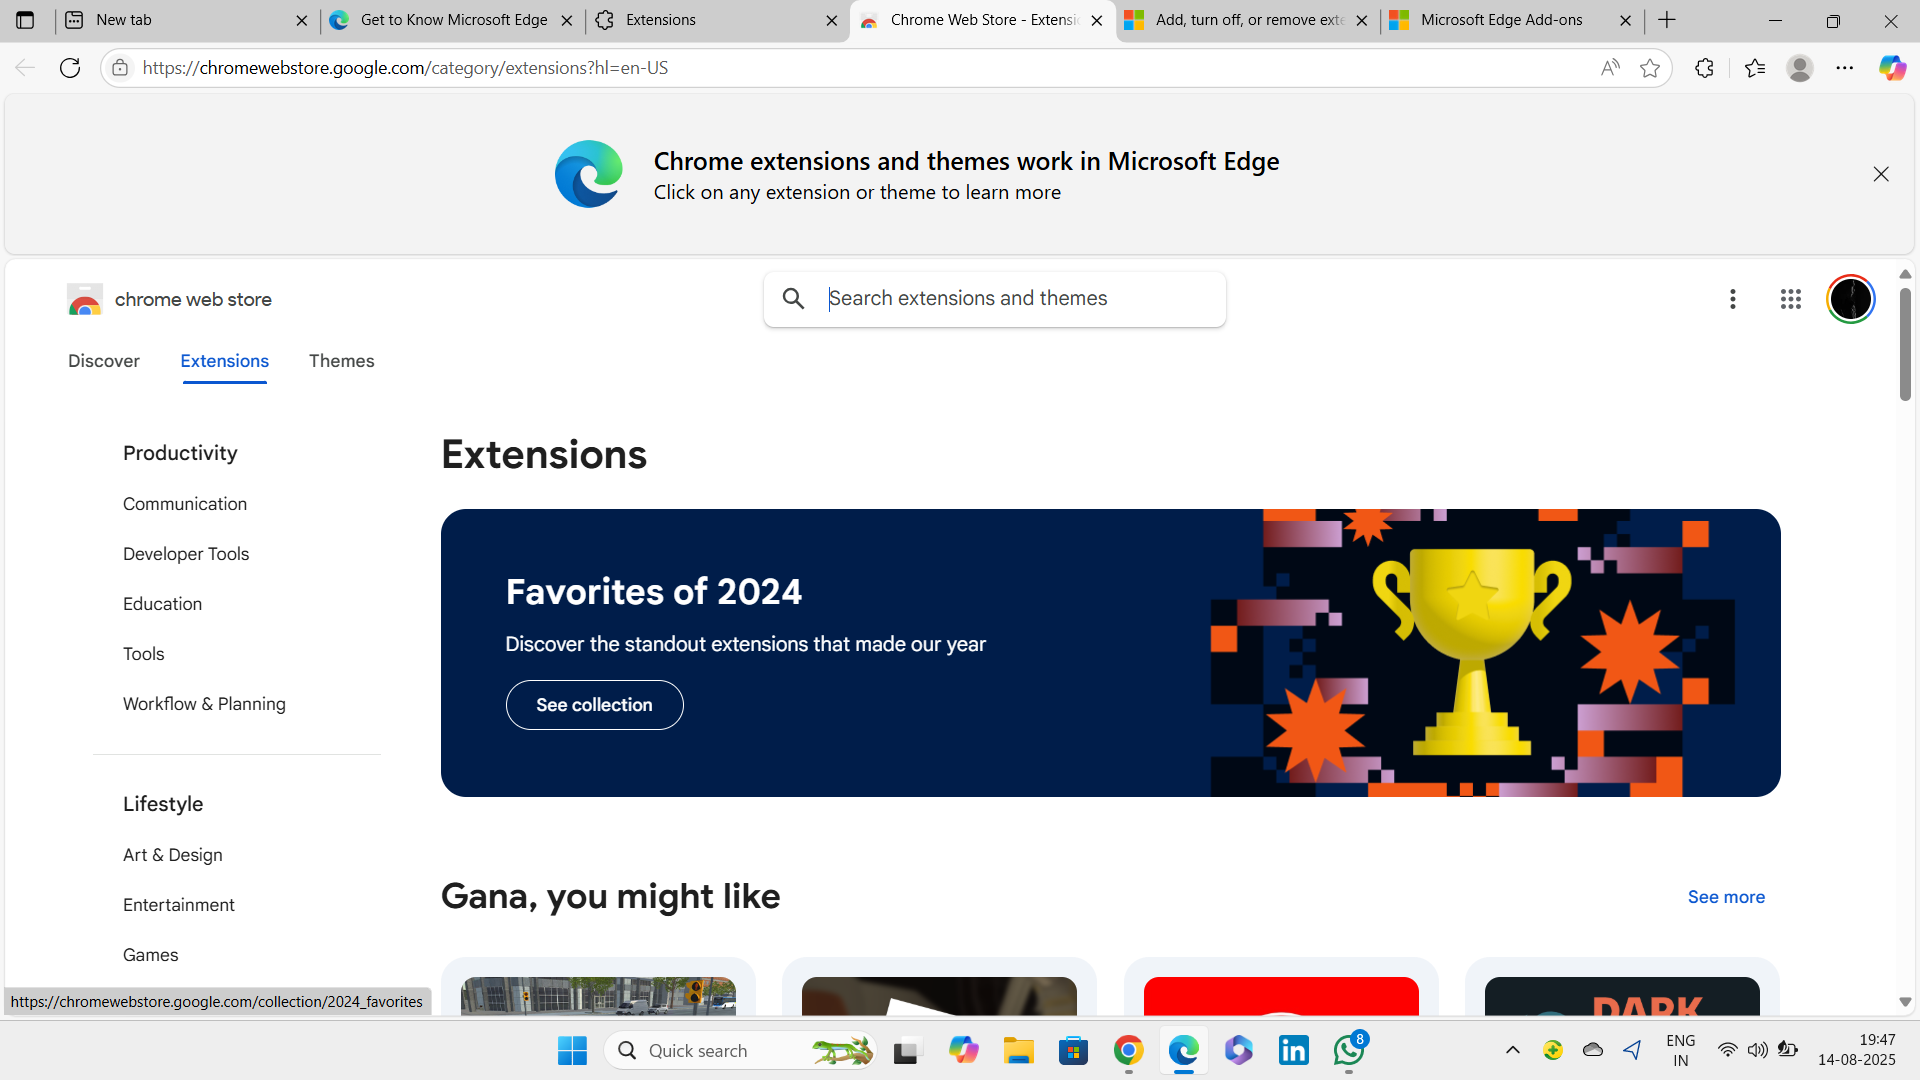 New tab
Get to Know Microsoft Edge
Extensions
Chrome Web Store - Extensi
Add, turn off, or remove exte
Microsoft Edge Add-ons
https://chromewebstore.google.com/category/extensions?hl=en-US
Chrome extensions and themes work in Microsoft Edge
Click on any extension or theme to learn more
chrome web store
Search extensions and themes
Discover
Extensions
Themes
Productivity
Communication
Developer Tools
Education
Tools
Workflow & Planning
Lifestyle
Art & Design
Entertainment
Games
Extensions
Favorites of 2024
Discover the standout extensions that made our year
See collection
Gana, you might like
See more
DARK
https://chromewebstore.google.com/collection/2024_favorites
Quick search
8
ENG
IN
19:47
14-08-2025